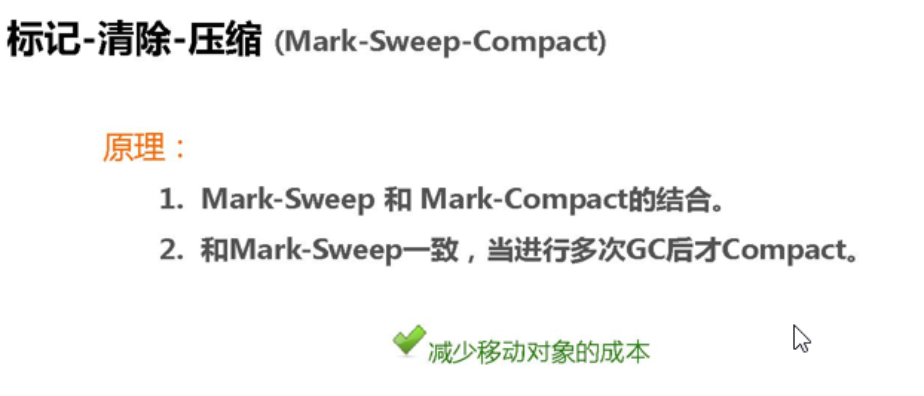 标记-清除-压缩 (Mark-Sweep-Compact)
原理：
1. Mark-Sweep 和 Mark-Compact的结合。
2. 和Mark-Sweep一致，当进行多次GC后才Compact。
减少移动对象的成本